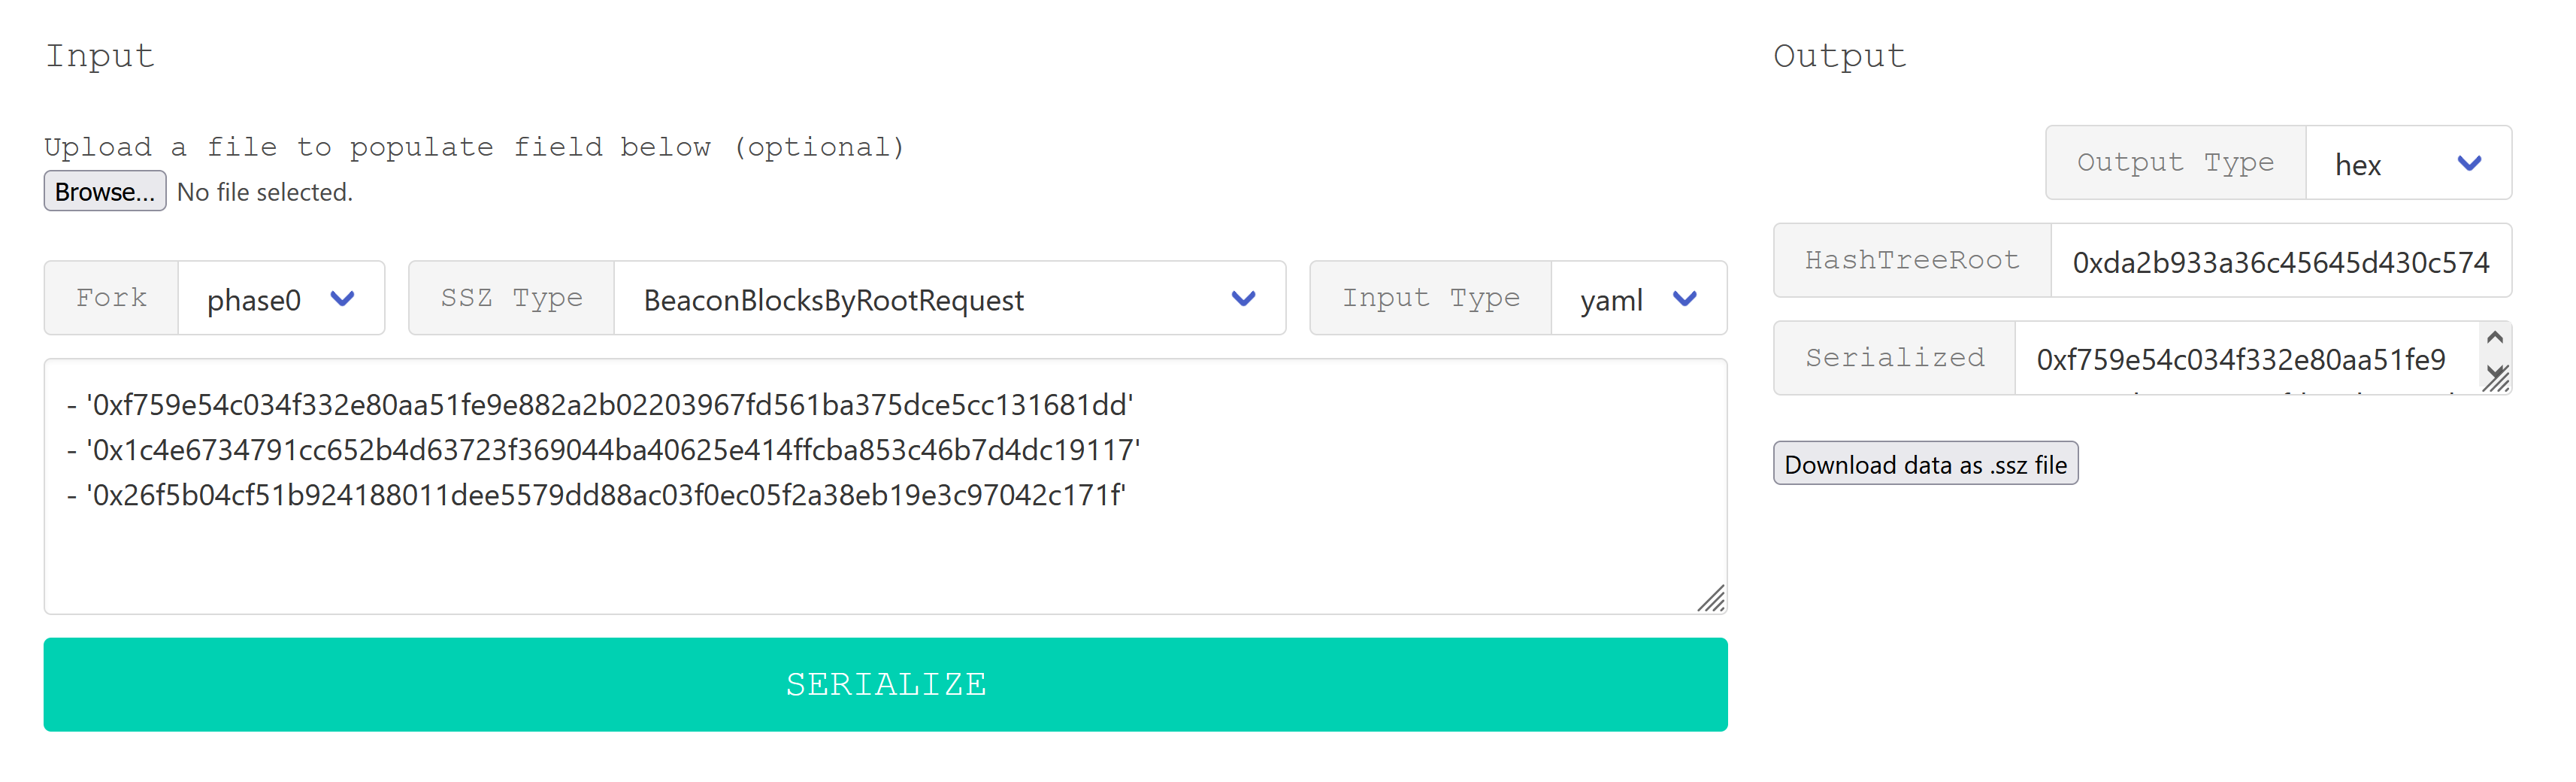 Input
Upload a file to populate field below (optional)
Browse... No file selected.
Fork phase0 SSZ Type BeaconBlocksByRootRequest Input Type yaml
- '0xf759e54c034f332e80aa51fe9e882a2b02203967fd561ba375dce5cc131681dd'
- '0x1c4e6734791cc652b4d63723f369044ba40625e414ffcba853c46b7d4dc19117'
- '0x26f5b04cf51b924188011dee5579dd88ac03f0ec05f2a38eb19e3c97042c171f'
SERIALIZE
Output
Output Type hex
HashTreeRoot 0xda2b933a36c45645d430c574
Serialized 0xf759e54c034f332e80aa51fe9
Download data as .ssz file